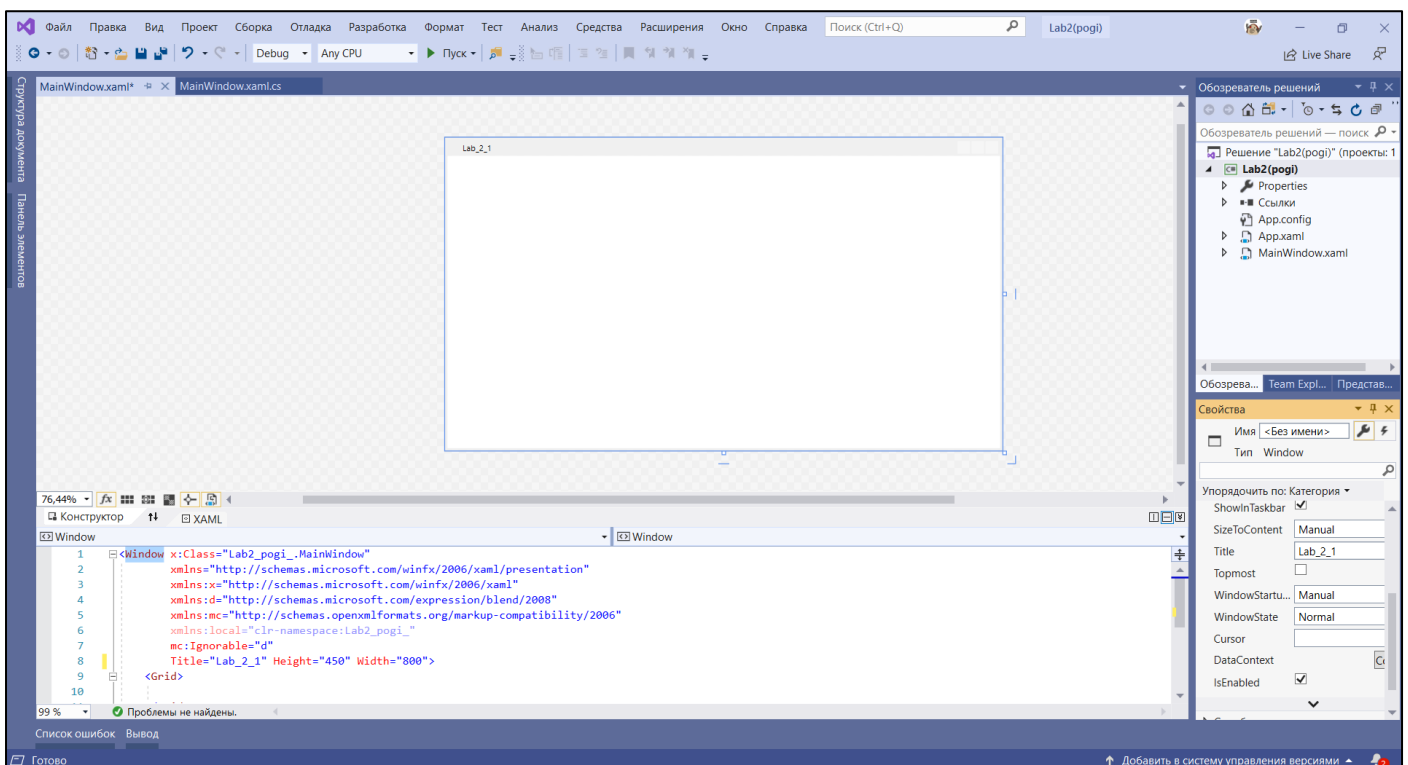 Файл Правка Вид Проект Сборка Отладка Разработка Формат Тест Анализ Средства Расширения Окно Справка Поиск (Ctrl+Q) Lab2(pogi)
Debug Any CPU Пуск Live Share
Структура документа
Панель элементов
MainWindow.xaml* MainWindow.xaml.cs
Lab_2_1
76,44% fx
Конструктор XAML
Window Window
1 <Window x:Class="Lab2_pogi_.MainWindow"
2 xmlns="http://schemas.microsoft.com/winfx/2006/xaml/presentation"
3 xmlns:x="http://schemas.microsoft.com/winfx/2006/xaml"
4 xmlns:d="http://schemas.microsoft.com/expression/blend/2008"
5 xmlns:mc="http://schemas.openxmlformats.org/markup-compatibility/2006"
6 xmlns:local="clr-namespace:Lab2_pogi_"
7 mc:Ignorable="d"
8 Title="Lab_2_1" Height="450" Width="800">
9 <Grid>
10
99 % Проблемы не найдены.
Список ошибок Вывод
Обозреватель решений
Обозреватель решений — поиск
Решение "Lab2(pogi)" (проекты: 1
C# Lab2(pogi)
Properties
Ссылки
App.config
App.xaml
MainWindow.xaml
Обозрева... Team Expl... Представ...
Свойства
Имя <Без имени>
Тип Window
Упорядочить по: Категория
ShowInTaskbar
SizeToContent Manual
Title Lab_2_1
Topmost
WindowStartu... Manual
WindowState Normal
Cursor
DataContext
IsEnabled
Готово Добавить в систему управления версиями 2